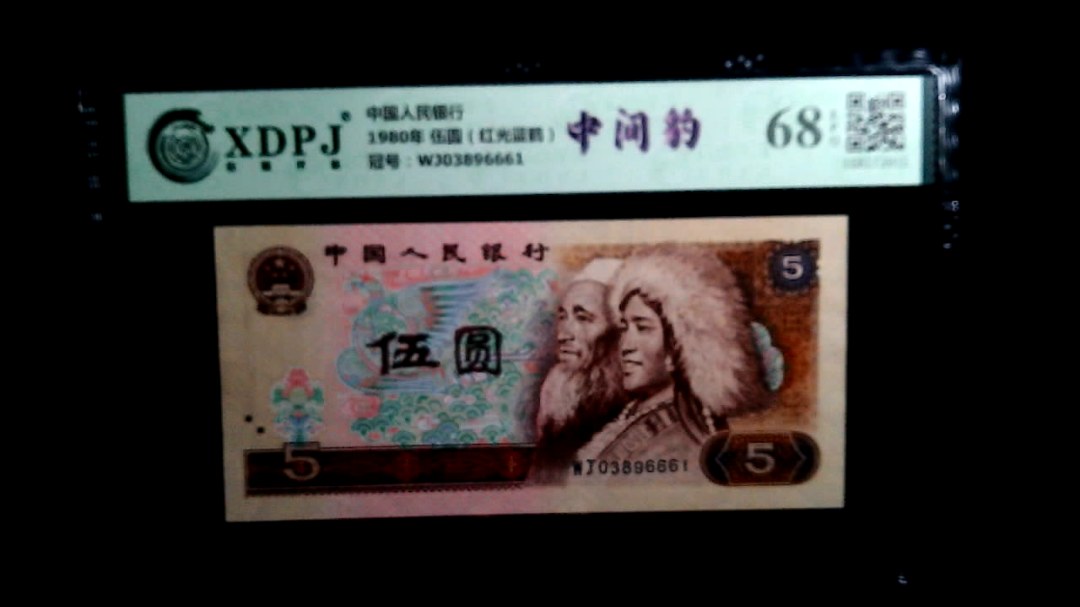 XDPJ
中国人民银行
1980年 伍圆（红光蓝鹤）
冠号：WJ03896661
中间豹
68
中国人民银行
5
伍圆
5
WJ03896661
5